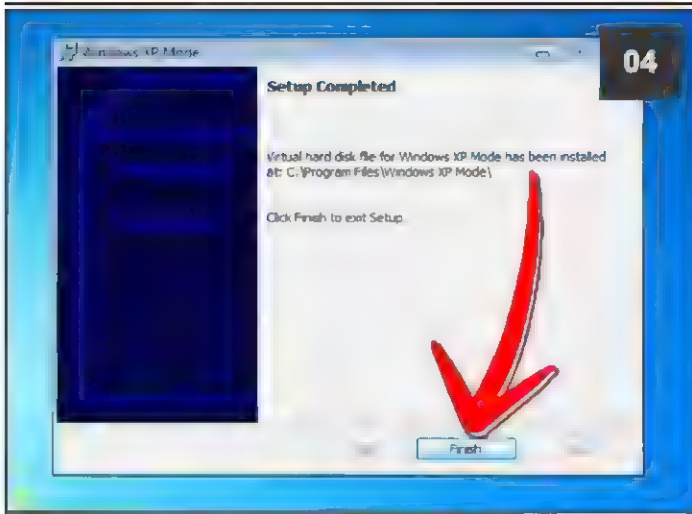 Windows XP Mode
04
Setup Completed
Virtual hard disk file for Windows XP Mode has been installed
at: C:\Program Files\Windows XP Mode\
Click Finish to exit Setup.
Finish